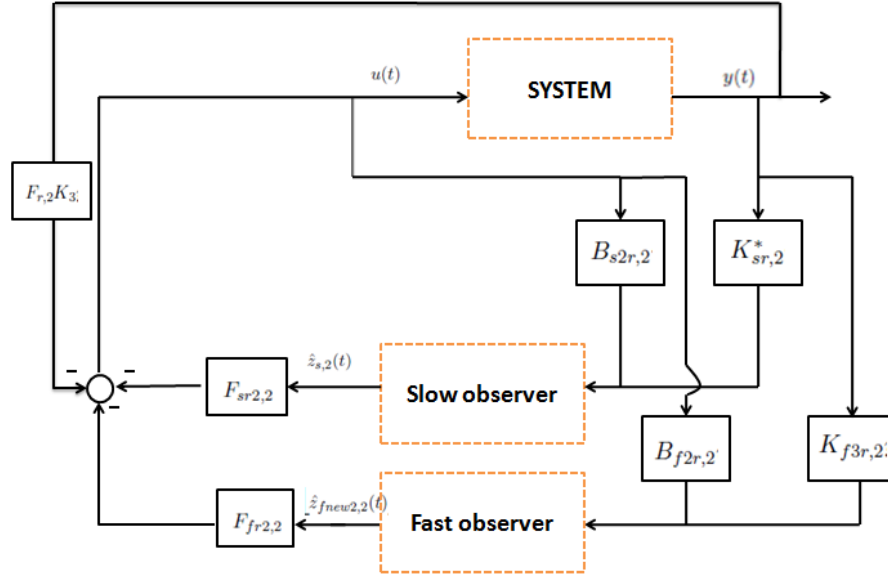 u(t)
SYSTEM
y(t)
F_{r,2}K_{3}
B_{s2r,2}
K^{*}_{sr,2}
-
-
-
F_{sr2,2}
\hat{z}_{s,2}(t)
Slow observer
B_{f2r,2}
K_{f3r,23}
F_{fr2,2}
\hat{z}_{fnew2,2}(t)
Fast observer